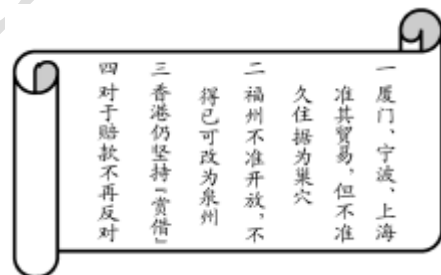 一 厦门、宁波、上海
准其贸易，但不准
久住据为巢穴
二 福州不准开放，不
得已可改为泉州
三 香港仍坚持“赏借”
四 对于赔款不再反对